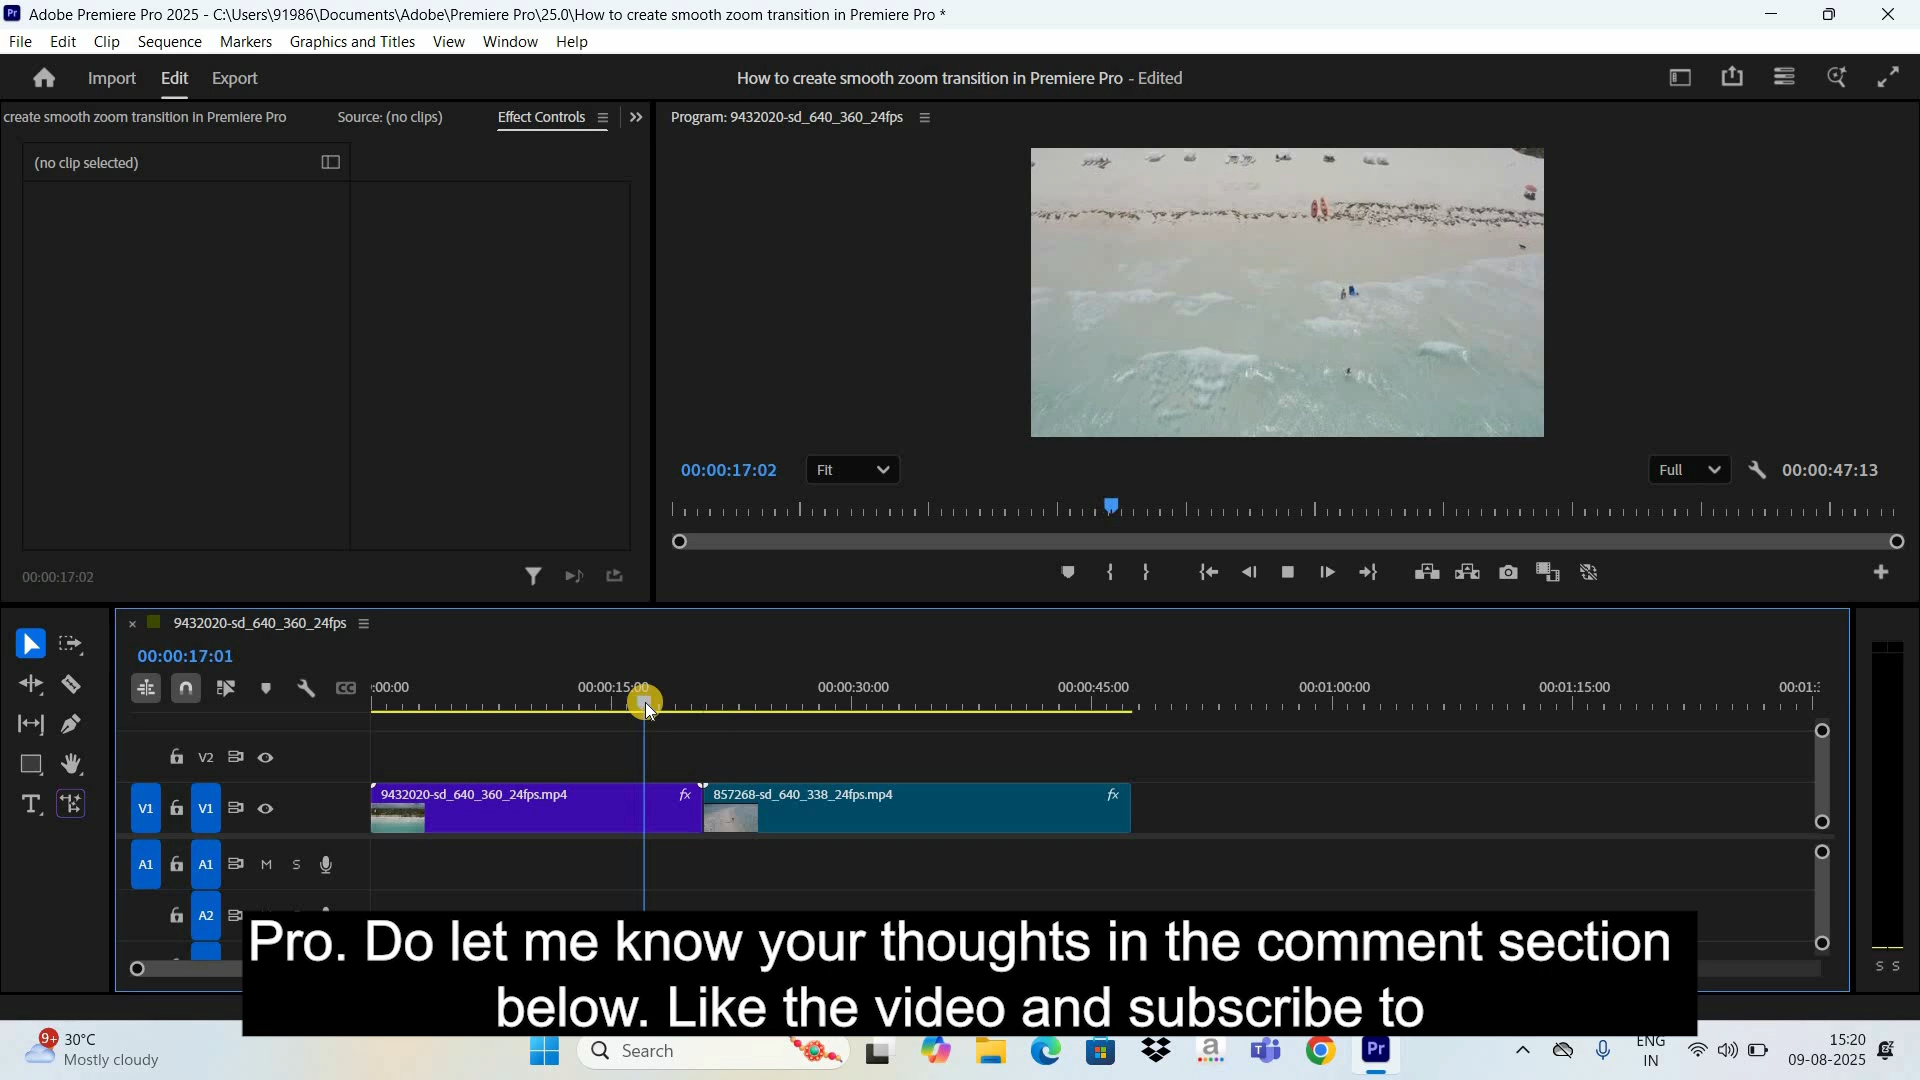 Adobe Premiere Pro 2025 - C:\Users\91986\Documents\Adobe\Premiere Pro\25.0\How to create smooth zoom transition in Premiere Pro *
File Edit Clip Sequence Markers Graphics and Titles View Window Help
Import Edit Export
How to create smooth zoom transition in Premiere Pro - Edited
create smooth zoom transition in Premiere Pro
Source: (no clips)
Effect Controls
Program: 9432020-sd_640_360_24fps
(no clip selected)
00:00:17:02
Fit
Full
00:00:47:13
00:00:17:02
9432020-sd_640_360_24fps
00:00:17:01
:00:00
00:00:15:00
00:00:30:00
00:00:45:00
00:01:00:00
00:01:15:00
00:01:
V2
V1 V1
9432020-sd_640_360_24fps.mp4 fx
857268-sd_640_338_24fps.mp4 fx
A1 A1 M S
A2
S S
Pro. Do let me know your thoughts in the comment section
below. Like the video and subscribe to
9+
30°C
Mostly cloudy
Search
Pr
ENG
IN
15:20
09-08-2025